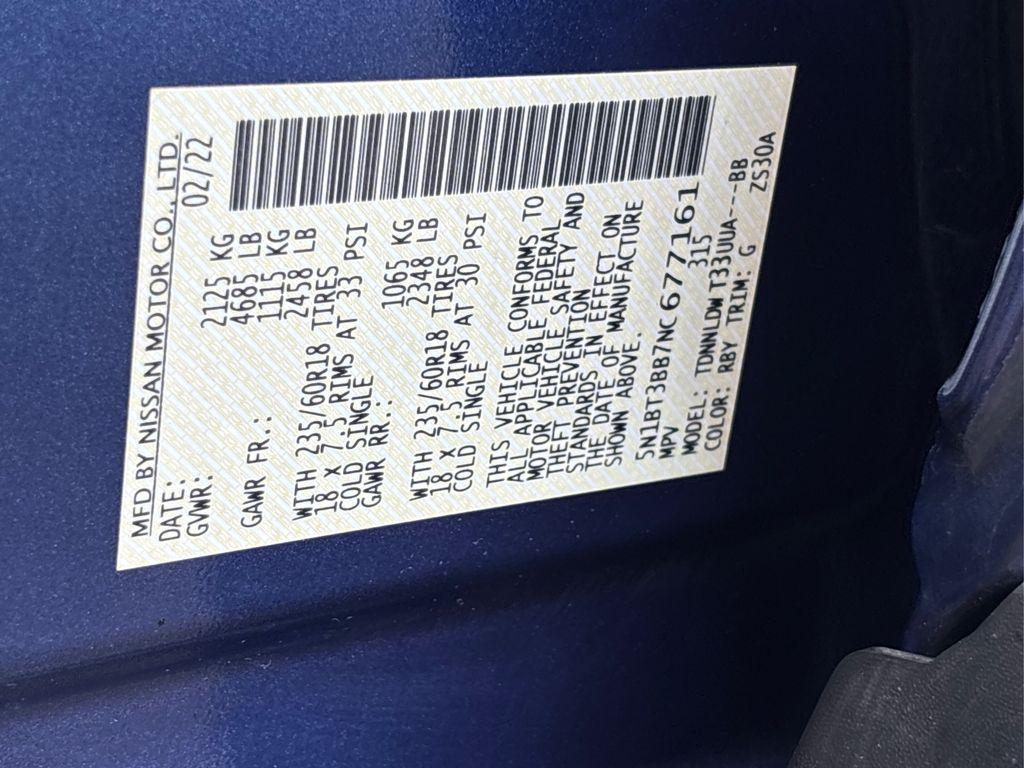 MFD BY NISSAN MOTOR CO., LTD.
DATE: 02/22
GVWR: 2125 KG
4685 LB
GAWR FR.: 1115 KG
2458 LB
WITH 235/60R18 TIRES
18 x 7.5 RIMS AT 33 PSI
COLD SINGLE
GAWR RR.: 1065 KG
2348 LB
WITH 235/60R18 TIRES
18 x 7.5 RIMS AT 30 PSI
COLD SINGLE
THIS VEHICLE CONFORMS TO
ALL APPLICABLE FEDERAL
MOTOR VEHICLE SAFETY AND
THEFT PREVENTION
STANDARDS IN EFFECT ON
THE DATE OF MANUFACTURE
SHOWN ABOVE.
5N1BT3BB7NC677161
MPV 315
MODEL: TDNNLDWT33UUA---BB
COLOR: RBY TRIM: G ZS30A